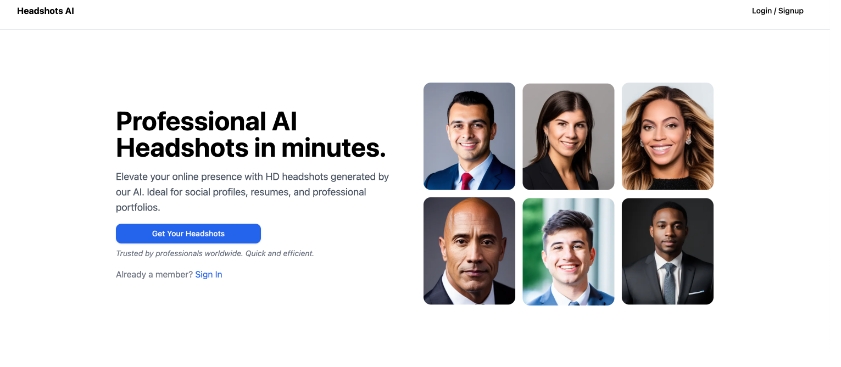 Headshots AI
Login / Signup
Professional AI
Headshots in minutes.
Elevate your online presence with HD headshots generated by
our AI. Ideal for social profiles, resumes, and professional
portfolios.
Get Your Headshots
Trusted by professionals worldwide. Quick and efficient.
Already a member? Sign In